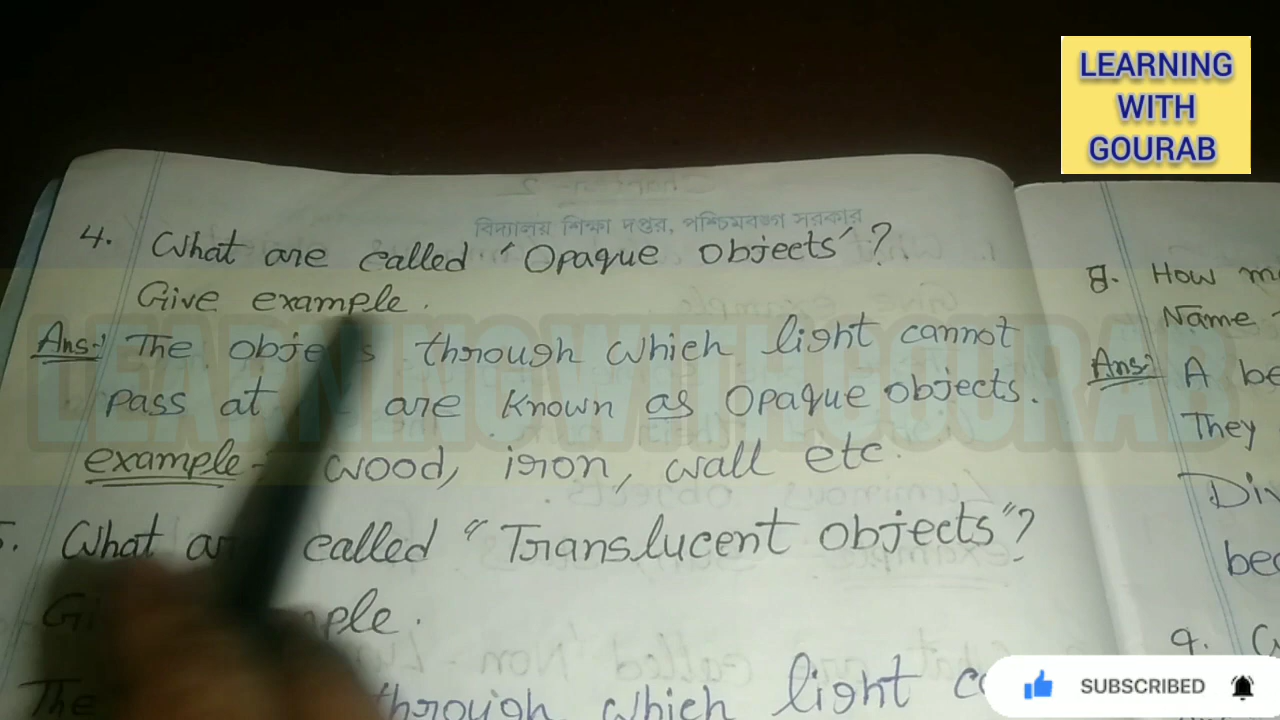 LEARNING
WITH
GOURAB
বিদ্যালয় শিক্ষা দপ্তর, পশ্চিমবঙ্গ সরকার
4. What are called "Opaque objects"?
Give example.
Ans:- The through which light cannot
pass at are known as Opaque objects.
example- wood, iron, wall etc.
5. What called "Translucent objects"?
The through which light
8. How
Name
Ans:- A
They
9.
LEARNINGWITHGOURAB
SUBSCRIBED